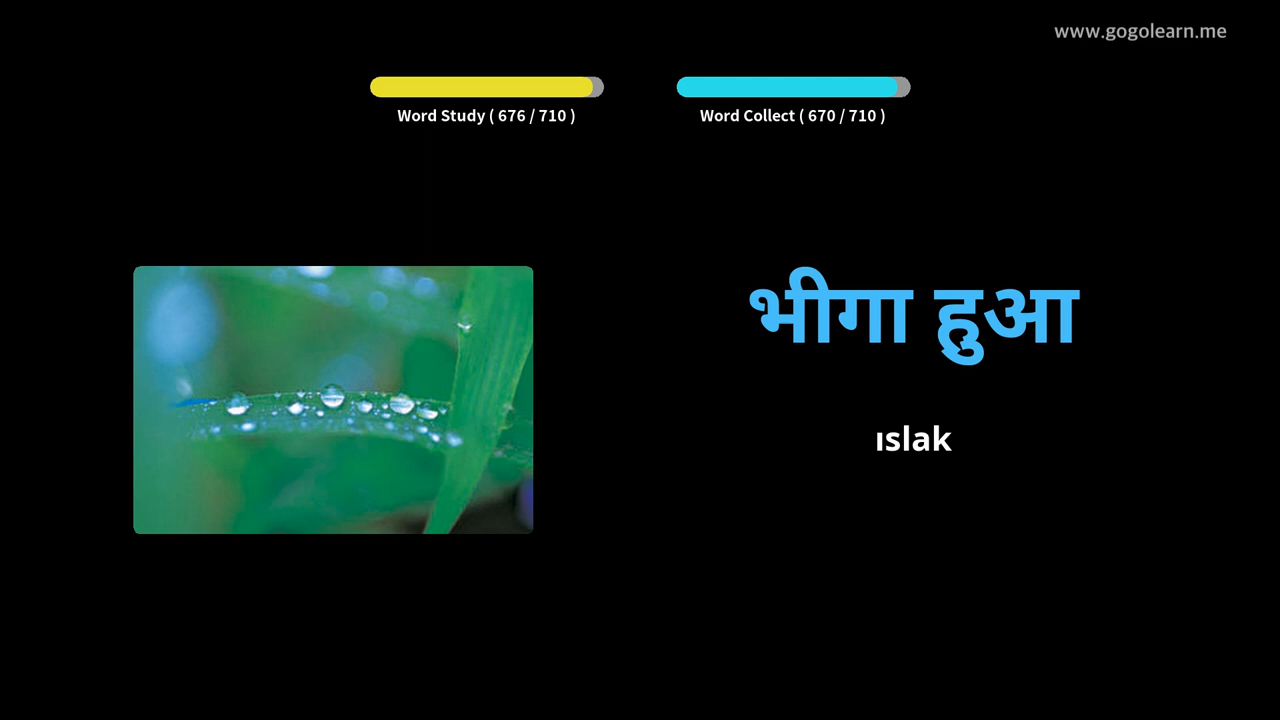 www.gogolearn.me
Word Study ( 676 / 710 )
Word Collect ( 670 / 710 )
भीगा हुआ
ıslak